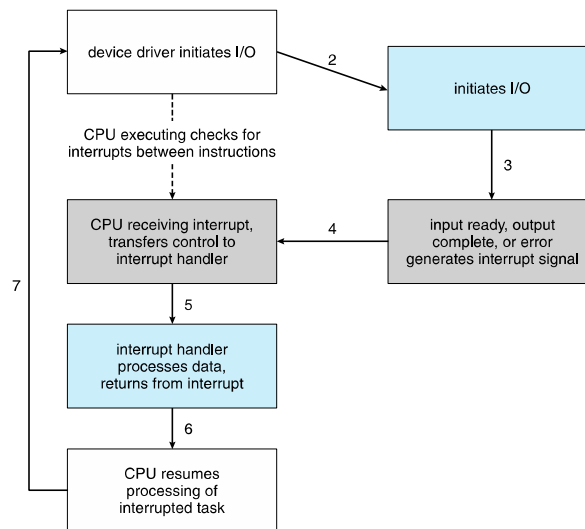 device driver initiates I/O
2
initiates I/O
CPU executing checks for
interrupts between instructions
3
CPU receiving interrupt,
transfers control to
interrupt handler
4
input ready, output
complete, or error
generates interrupt signal
7
5
interrupt handler
processes data,
returns from interrupt
6
CPU resumes
processing of
interrupted task